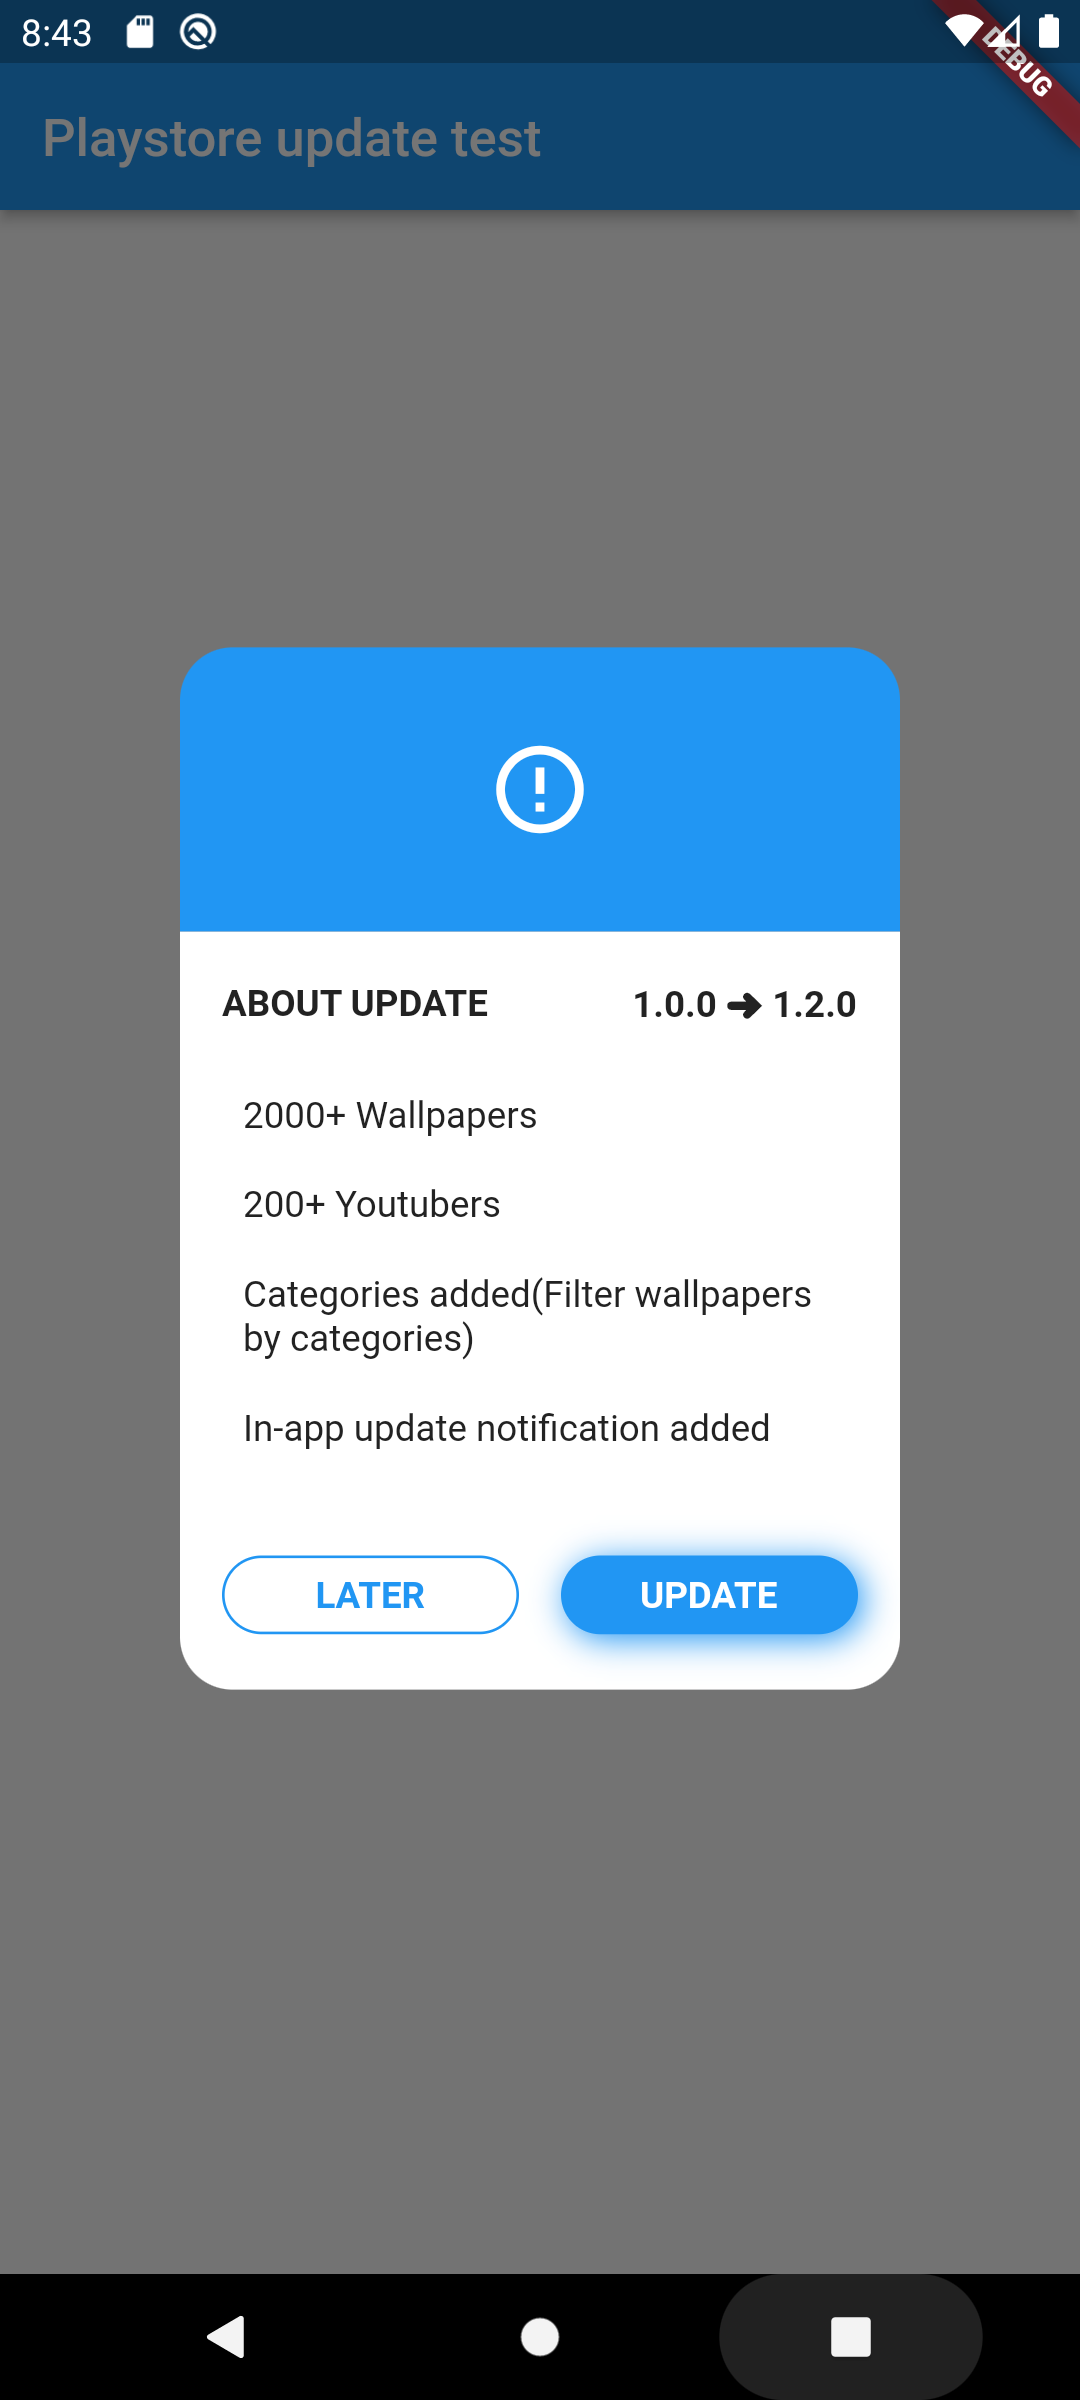 8:43
DEBUG
Playstore update test
ABOUT UPDATE 1.0.0 ➜ 1.2.0
2000+ Wallpapers
200+ Youtubers
Categories added(Filter wallpapers
by categories)
In-app update notification added
LATER UPDATE